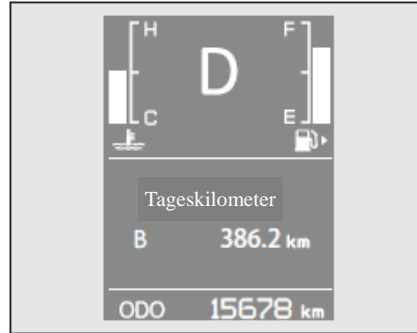 H F
D
C E
Tageskilometer
B 386.2 km
ODO 15678 km